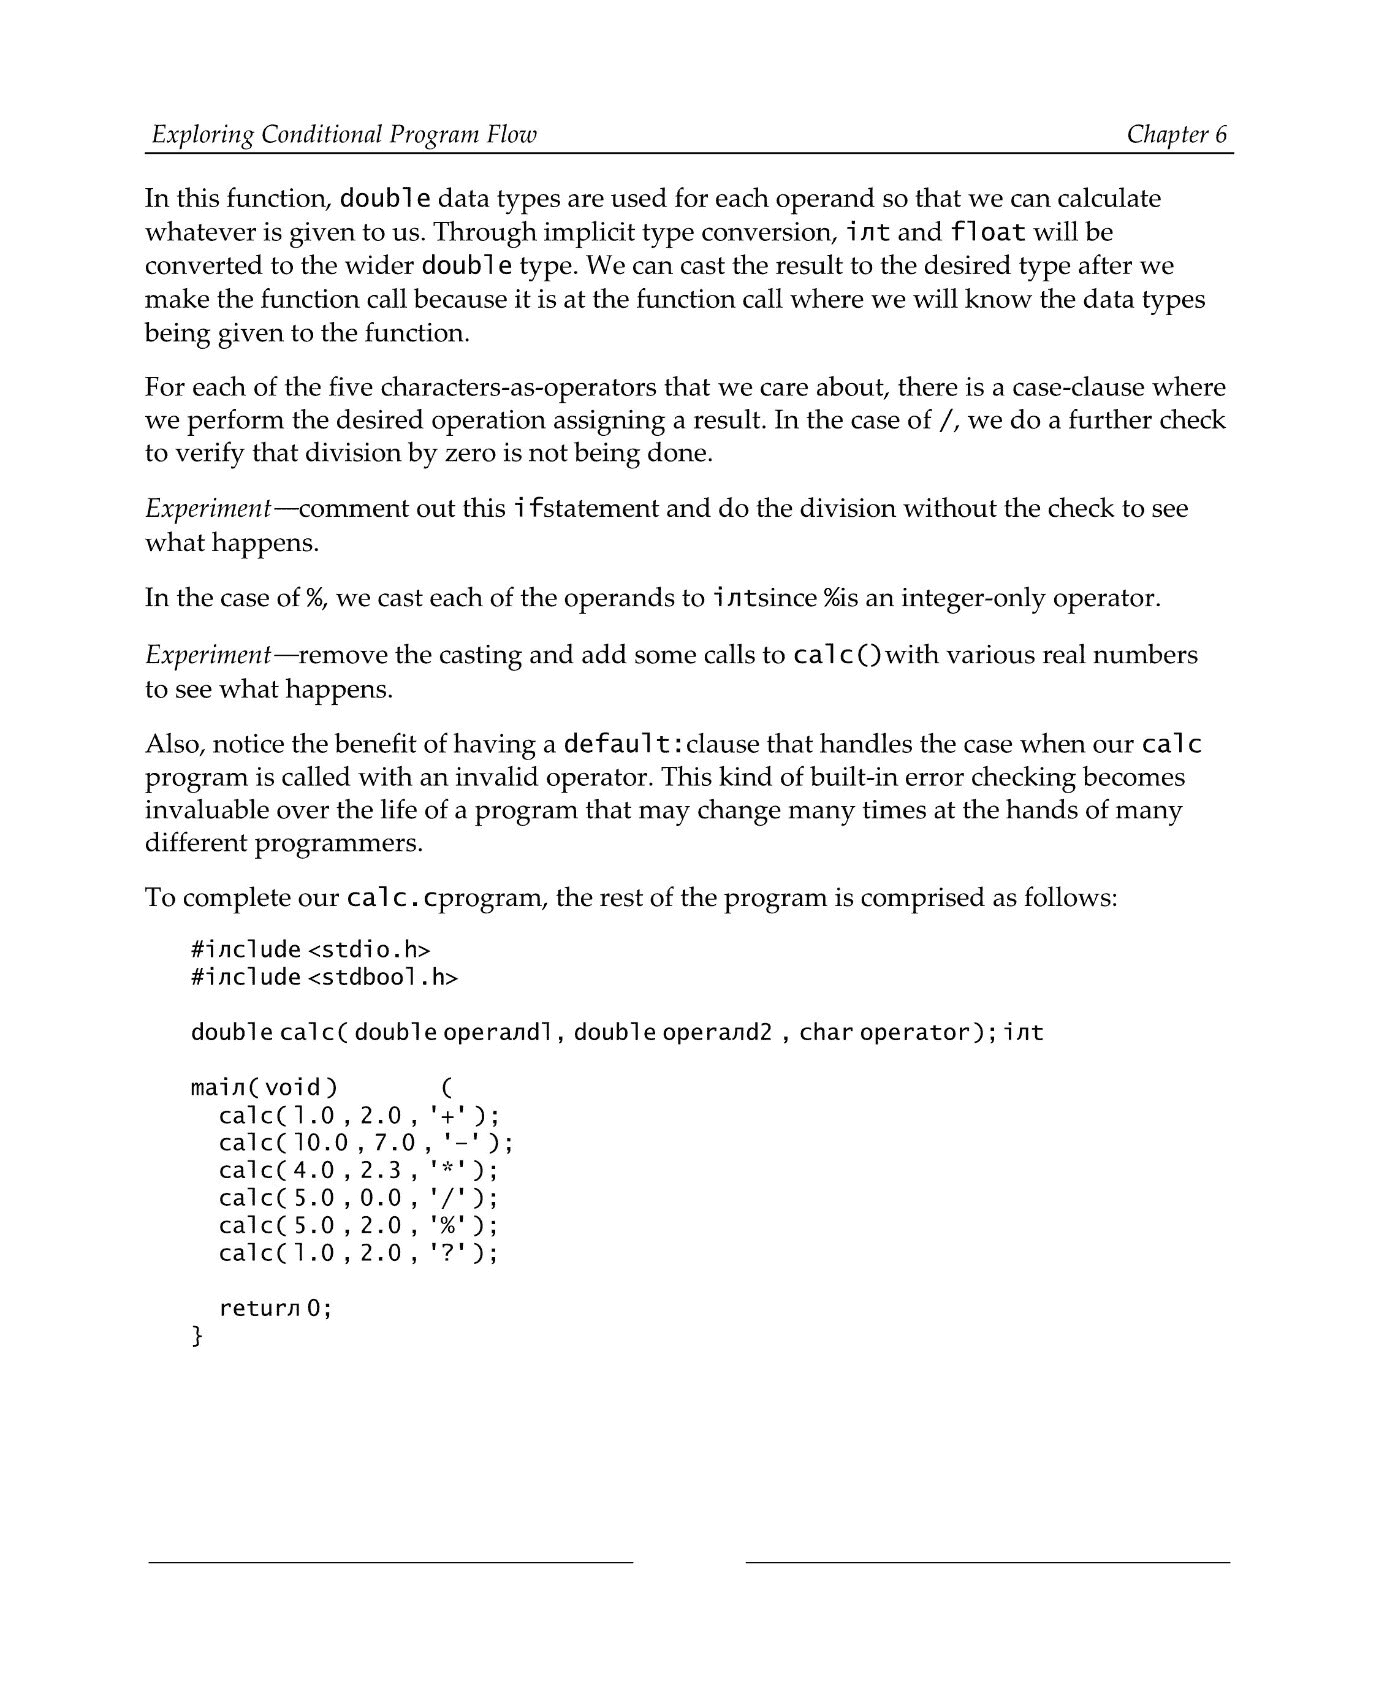 Exploring Conditional Program Flow Chapter 6
In this function, double data types are used for each operand so that we can calculate
whatever is given to us. Through implicit type conversion, iлt and float will be
converted to the wider double type. We can cast the result to the desired type after we
make the function call because it is at the function call where we will know the data types
being given to the function.
For each of the five characters-as-operators that we care about, there is a case-clause where
we perform the desired operation assigning a result. In the case of /, we do a further check
to verify that division by zero is not being done.
Experiment—comment out this ifstatement and do the division without the check to see
what happens.
In the case of %, we cast each of the operands to iлtsince %is an integer-only operator.
Experiment—remove the casting and add some calls to calc()with various real numbers
to see what happens.
Also, notice the benefit of having a default:clause that handles the case when our calc
program is called with an invalid operator. This kind of built-in error checking becomes
invaluable over the life of a program that may change many times at the hands of many
different programmers.
To complete our calc.cprogram, the rest of the program is comprised as follows:
#iлclude <stdio.h>
#iлclude <stdbool.h>
double calc( double operaлdl, double operaлd2 , char operator); iлt
maiл( void ) (
calc( l.0 , 2.0 , '+' );
calc( l0.0 , 7.0 , '–' );
calc( 4.0 , 2.3 , '*' );
calc( 5.0 , 0.0 , '/' );
calc( 5.0 , 2.0 , '%' );
calc( l.0 , 2.0 , '?' );
returл 0;
}